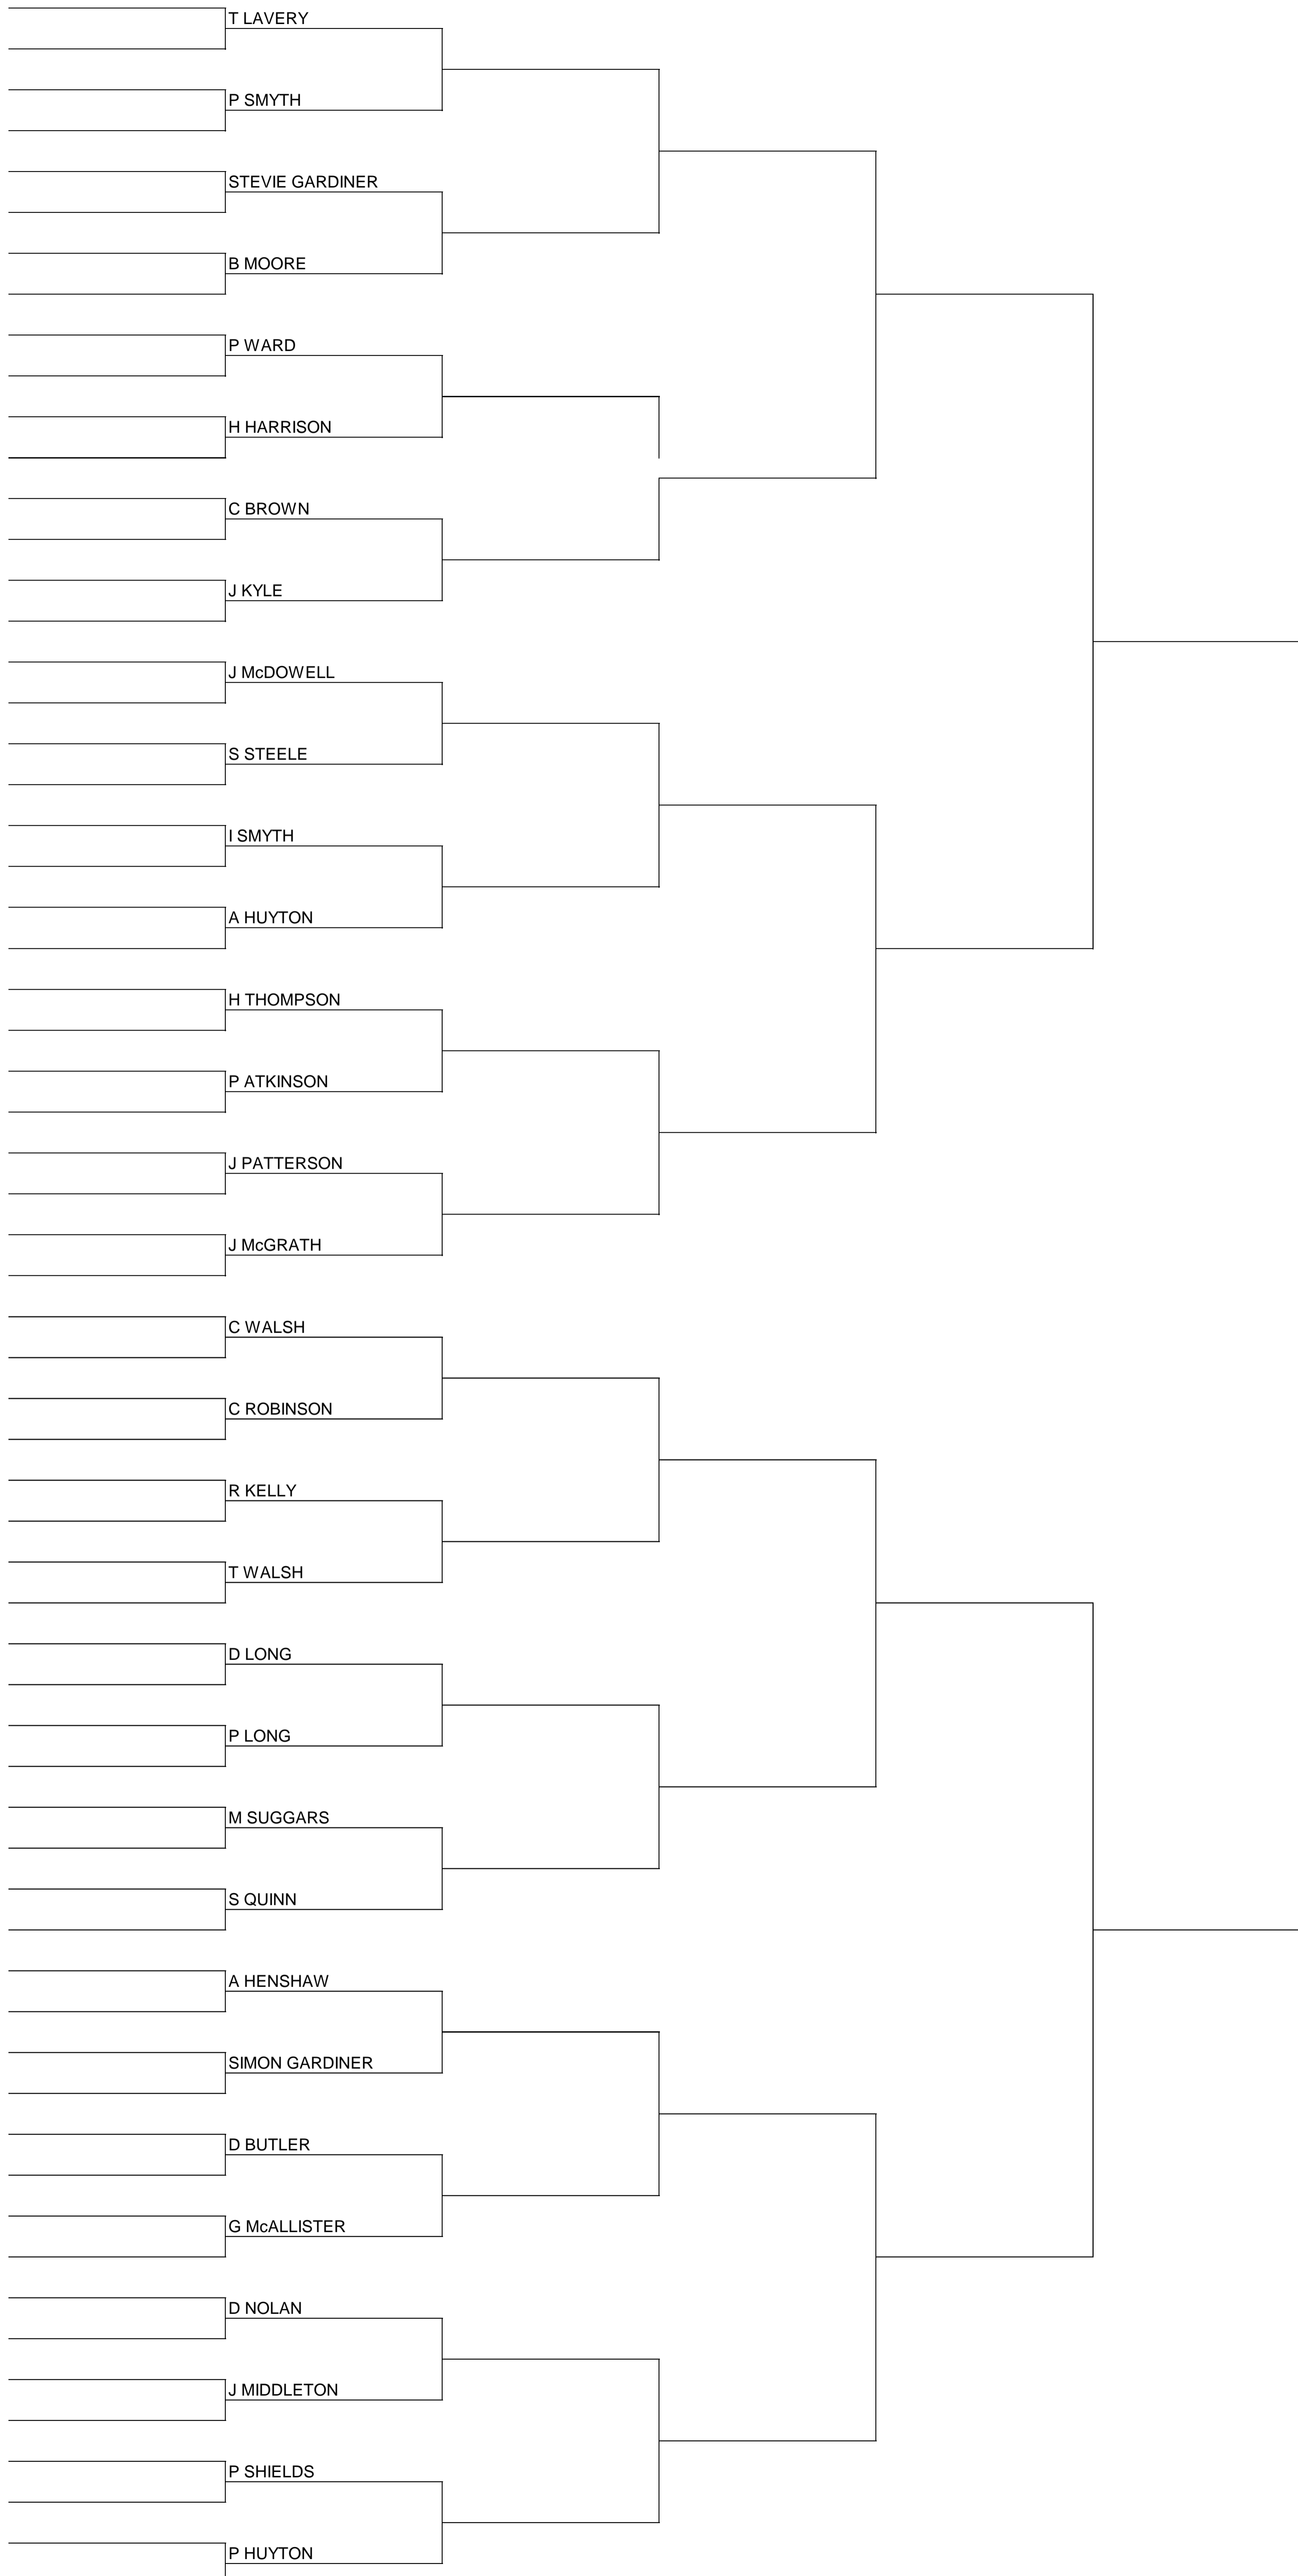 T LAVERY
P SMYTH
STEVIE GARDINER
B MOORE
P WARD
H HARRISON
C BROWN
J KYLE
J McDOWELL
S STEELE
I SMYTH
A HUYTON
H THOMPSON
P ATKINSON
J PATTERSON
J McGRATH
C WALSH
C ROBINSON
R KELLY
T WALSH
D LONG
P LONG
M SUGGARS
S QUINN
A HENSHAW
SIMON GARDINER
D BUTLER
G McALLISTER
D NOLAN
J MIDDLETON
P SHIELDS
P HUYTON